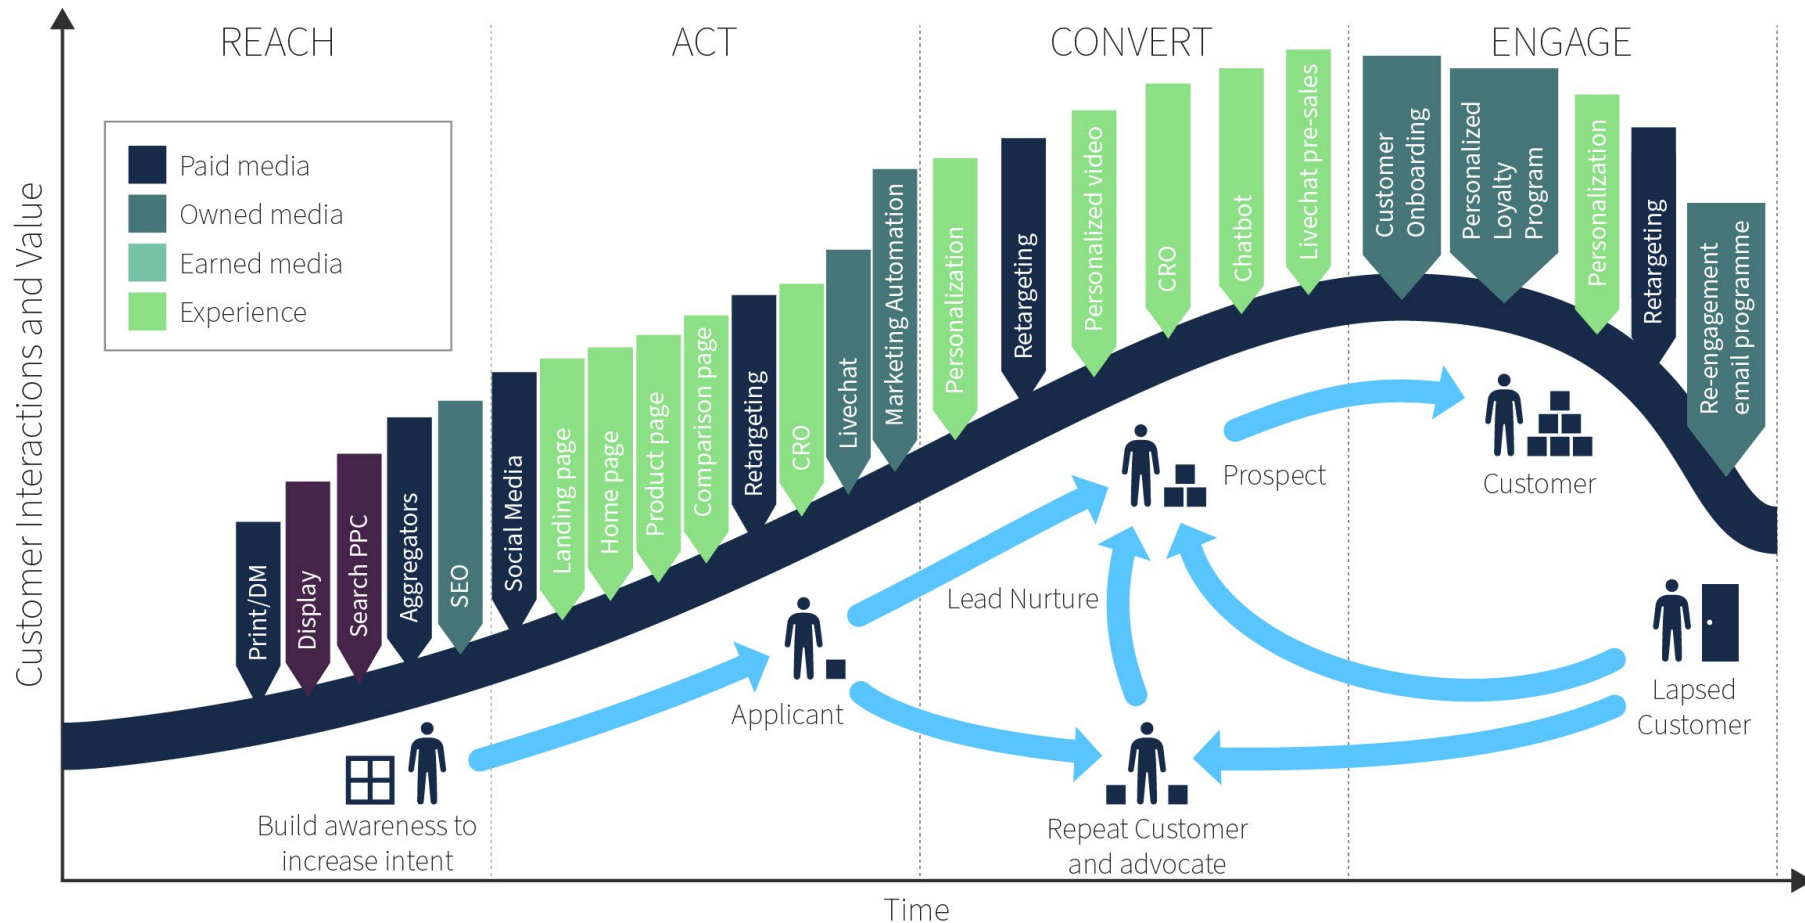 REACH
ACT
CONVERT
ENGAGE
Customer Interactions and Value
Paid media
Owned media
Earned media
Experience
Print/DM
Display
Search PPC
Aggregators
SEO
Social Media
Landing page
Home page
Product page
Comparison page
Retargeting
CRO
Livechat
Marketing Automation
Personalization
Retargeting
Personalized video
CRO
Chatbot
Livechat pre-sales
Customer
Onboarding
Personalized
Loyalty
Program
Personalization
Retargeting
Re-engagement
email programme
Build awareness to
increase intent
Applicant
Lead Nurture
Prospect
Customer
Repeat Customer
and advocate
Lapsed
Customer
Time